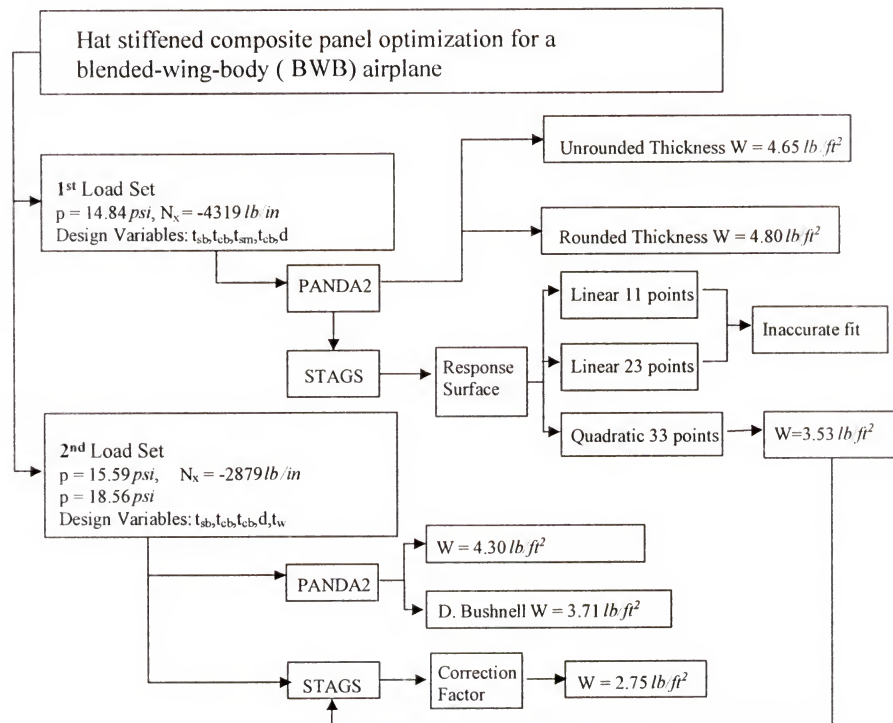 Hat stiffened composite panel optimization for a
blended-wing-body ( BWB) airplane
1st Load Set
p = 14.84 psi, Nx = -4319 lb/in
Design Variables: tsb,tcb,tsm,tcb,d
Unrounded Thickness W = 4.65 lb/ft²
Rounded Thickness W = 4.80 lb/ft²
PANDA2
STAGS
Response
Surface
Linear 11 points
Linear 23 points
Inaccurate fit
Quadratic 33 points
W=3.53 lb/ft²
2nd Load Set
p = 15.59 psi, Nx = -2879 lb/in
p = 18.56 psi
Design Variables: tsb,tcb,tcb,d,tw
PANDA2
W = 4.30 lb/ft²
D. Bushnell W = 3.71 lb/ft²
STAGS
Correction
Factor
W = 2.75 lb/ft²